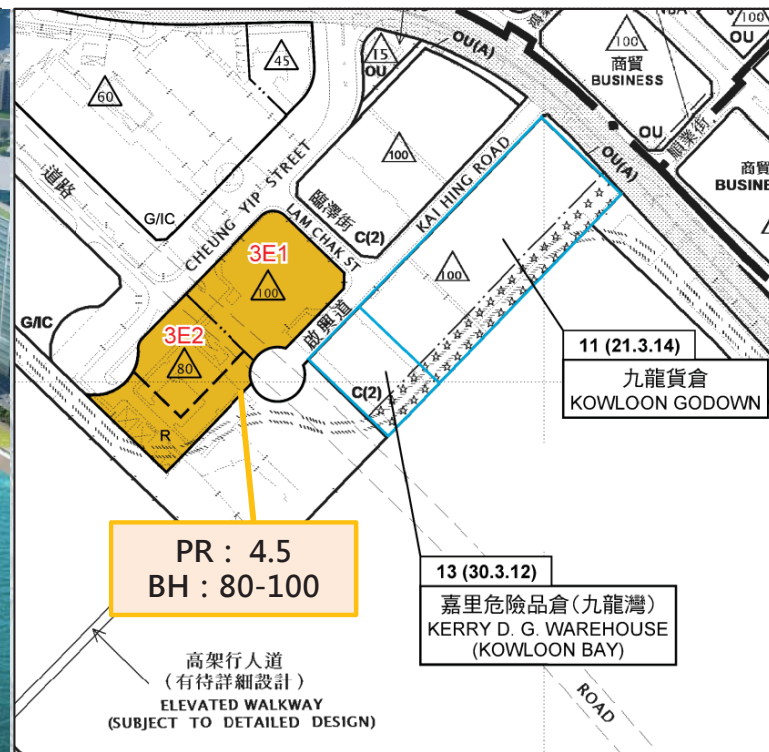 45
15
OU
OU(A)
100
商貿
BUSINESS
100
OU
60
道路
G/IC
CHEUNG YIP STREET
臨澤街
LAM CHAK ST
100
C(2)
KAI HING ROAD
OU
OU(A)
商貿
BUSINE
3E1
100
啟興道
100
G/IC
3E2
80
R
C(2)
11 (21.3.14)
九龍貨倉
KOWLOON GODOWN
PR： 4.5
BH：80-100
13 (30.3.12)
嘉里危險品倉（九龍灣）
KERRY D. G. WAREHOUSE
(KOWLOON BAY)
高架行人道
（有待詳細設計）
ELEVATED WALKWAY
(SUBJECT TO DETAILED DESIGN)
ROAD